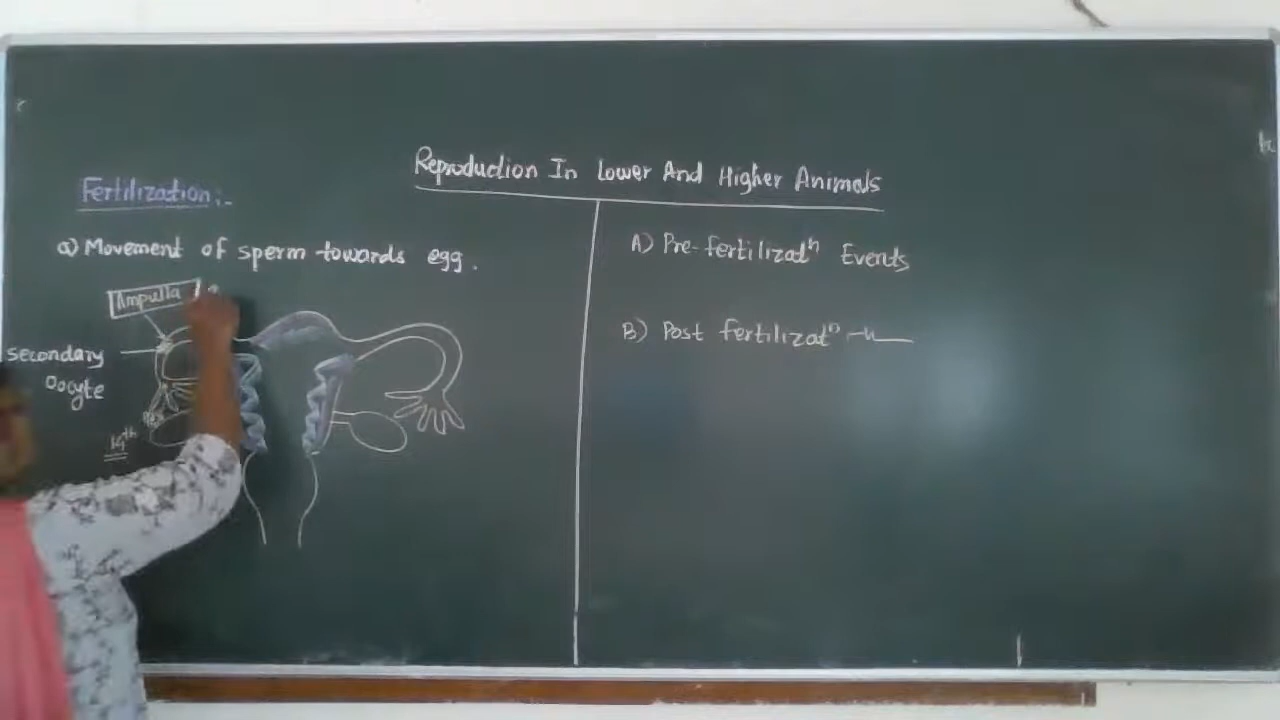 Reproduction In Lower And Higher Animals
Fertilization:-
a) Movement of sperm towards egg.
Ampulla
secondary
Oocyte
14th
A) Pre-fertilizatn Events
B) Post fertilizatn —"—